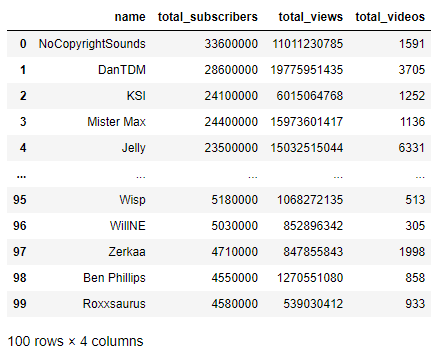 name total_subscribers total_views total_videos
0 NoCopyrightSounds 33600000 11011230785 1591
1 DanTDM 28600000 19775951435 3705
2 KSI 24100000 6015064768 1252
3 Mister Max 24400000 15973601417 1136
4 Jelly 23500000 15032515044 6331
... ... ... ... ...
95 Wisp 5180000 1068272135 513
96 WillNE 5030000 852896342 305
97 Zerkaa 4710000 847855843 1998
98 Ben Phillips 4550000 1270551080 858
99 Roxxsaurus 4580000 539030412 933
100 rows × 4 columns